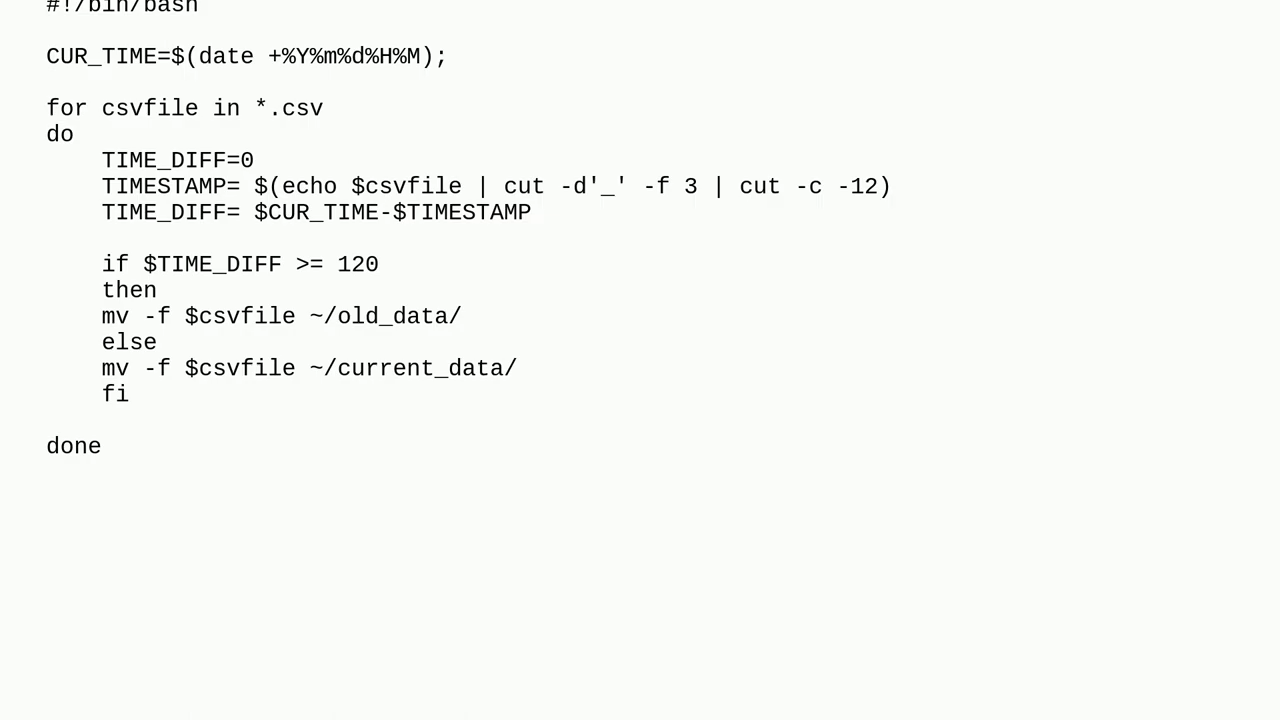 #!/bin/bash
CUR_TIME=$(date +%Y%m%d%H%M);
for csvfile in *.csv
do
    TIME_DIFF=0
    TIMESTAMP= $(echo $csvfile | cut -d'_' -f 3 | cut -c -12)
    TIME_DIFF= $CUR_TIME-$TIMESTAMP
    if $TIME_DIFF >= 120
    then
    mv -f $csvfile ~/old_data/
    else
    mv -f $csvfile ~/current_data/
    fi
done